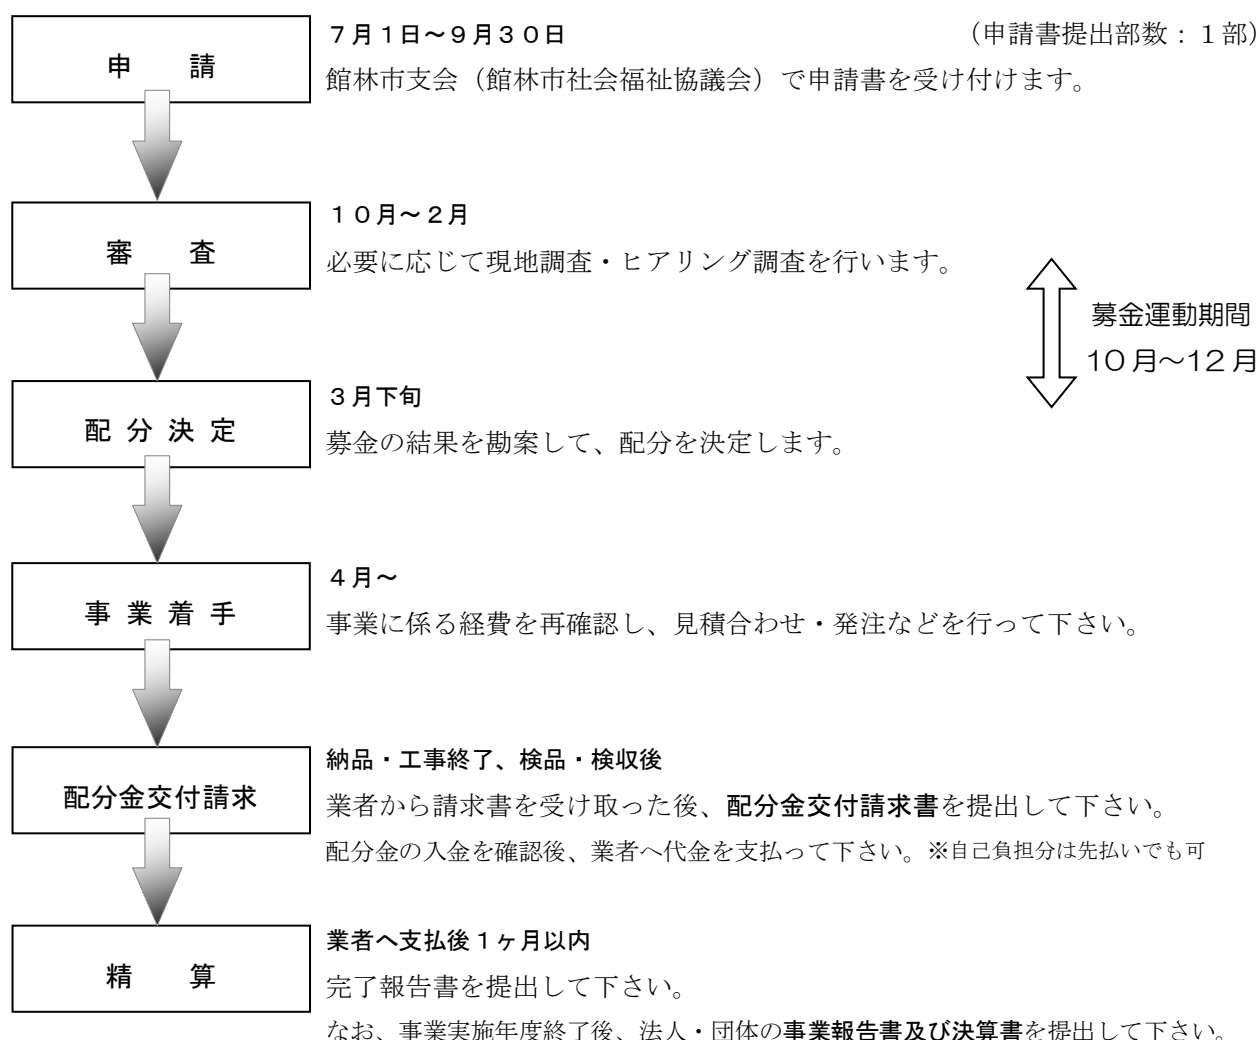 申　請
７月１日～９月３０日　（申請書提出部数：１部）
館林市支会（館林市社会福祉協議会）で申請書を受け付けます。
審　査
１０月～２月
必要に応じて現地調査・ヒアリング調査を行います。
募金運動期間
10月～12月
配分決定
３月下旬
募金の結果を勘案して、配分を決定します。
事業着手
４月～
事業に係る経費を再確認し、見積合わせ・発注などを行って下さい。
配分金交付請求
納品・工事終了、検品・検収後
業者から請求書を受け取った後、配分金交付請求書を提出して下さい。
配分金の入金を確認後、業者へ代金を支払って下さい。※自己負担分は先払いでも可
精　算
業者へ支払後１ヶ月以内
完了報告書を提出して下さい。
なお、事業実施年度終了後、法人・団体の事業報告書及び決算書を提出して下さい。